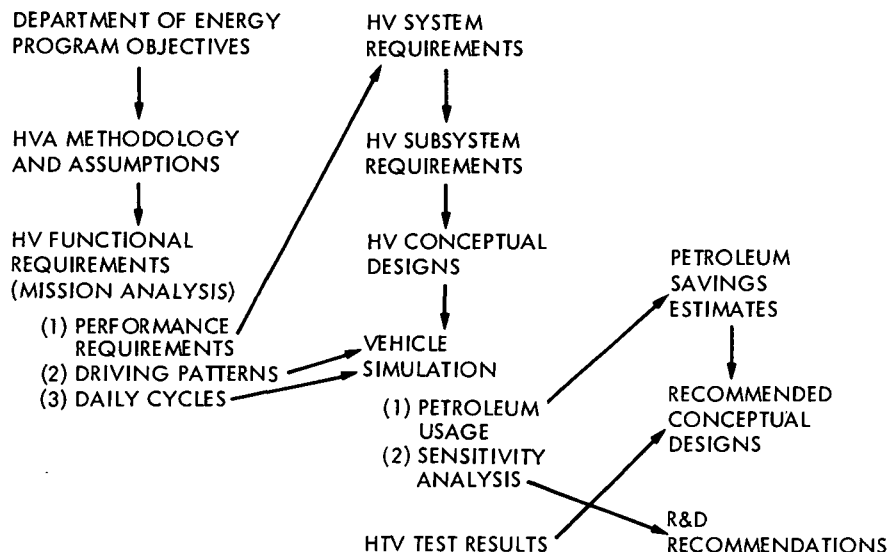 DEPARTMENT OF ENERGY
PROGRAM OBJECTIVES
HVA METHODOLOGY
AND ASSUMPTIONS
HV FUNCTIONAL
REQUIREMENTS
(MISSION ANALYSIS)
(1) PERFORMANCE
REQUIREMENTS
(2) DRIVING PATTERNS
(3) DAILY CYCLES
HV SYSTEM
REQUIREMENTS
HV SUBSYSTEM
REQUIREMENTS
HV CONCEPTUAL
DESIGNS
VEHICLE
SIMULATION
(1) PETROLEUM
USAGE
(2) SENSITIVITY
ANALYSIS
HTV TEST RESULTS
PETROLEUM
SAVINGS
ESTIMATES
RECOMMENDED
CONCEPTUAL
DESIGNS
R&D
RECOMMENDATIONS